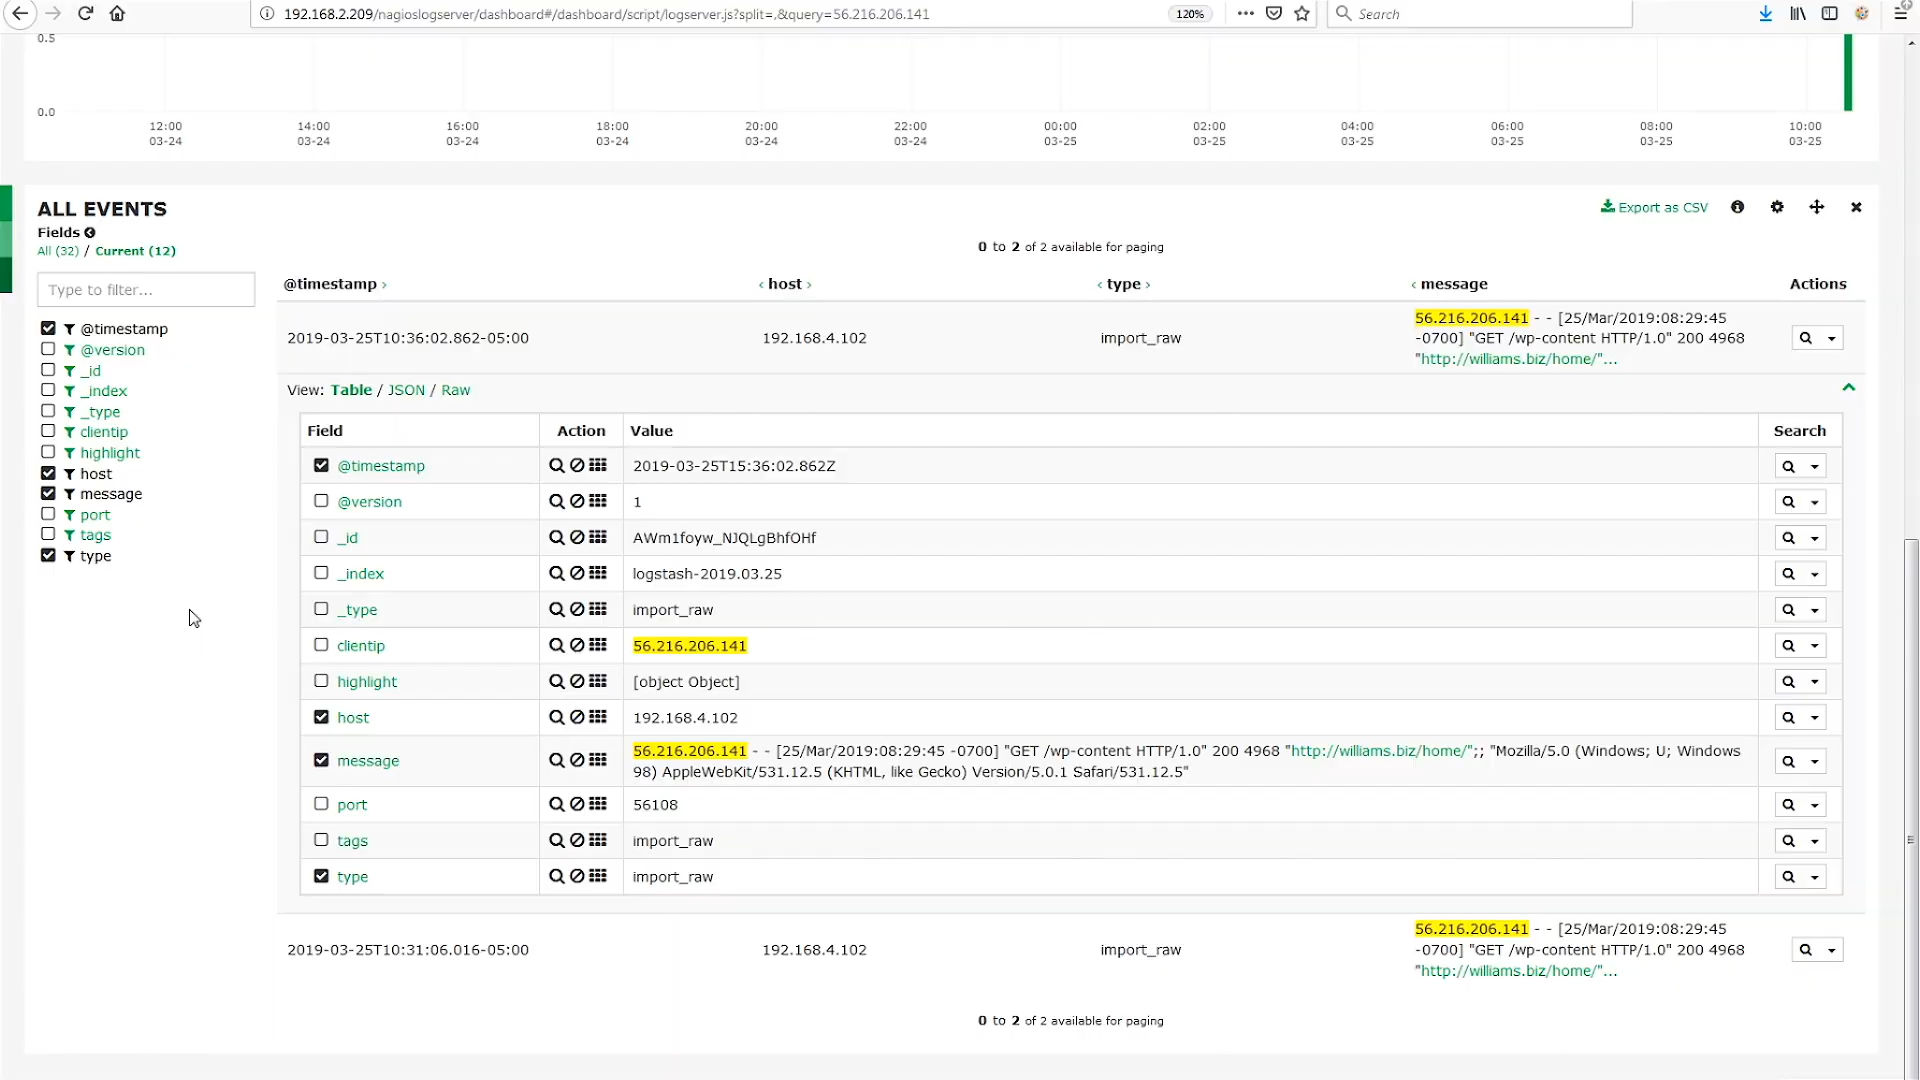 192.168.2.209/nagioslogserver/dashboard#/dashboard/script/logserver.js?split=,&query=56.216.206.141
120%
Search
0.5
0.0
12:00 14:00 16:00 18:00 20:00 22:00 00:00 02:00 04:00 06:00 08:00 10:00
03-24 03-24 03-24 03-24 03-24 03-24 03-25 03-25 03-25 03-25 03-25 03-25
ALL EVENTS
Export as CSV
Fields
All (32) / Current (12)
0 to 2 of 2 available for paging
Type to filter...
@timestamp
@version
_id
_index
_type
clientip
highlight
host
message
port
tags
type
@timestamp › ‹ host › ‹ type › ‹ message Actions
2019-03-25T10:36:02.862-05:00 192.168.4.102 import_raw
56.216.206.141 - - [25/Mar/2019:08:29:45
-0700] "GET /wp-content HTTP/1.0" 200 4968
"http://williams.biz/home/"...
View: Table / JSON / Raw
Field Action Value Search
@timestamp 2019-03-25T15:36:02.862Z
@version 1
_id AWm1foyw_NJQLgBhfOHf
_index logstash-2019.03.25
_type import_raw
clientip 56.216.206.141
highlight [object Object]
host 192.168.4.102
message 56.216.206.141 - - [25/Mar/2019:08:29:45 -0700] "GET /wp-content HTTP/1.0" 200 4968 "http://williams.biz/home/";; "Mozilla/5.0 (Windows; U; Windows
98) AppleWebKit/531.12.5 (KHTML, like Gecko) Version/5.0.1 Safari/531.12.5"
port 56108
tags import_raw
type import_raw
2019-03-25T10:31:06.016-05:00 192.168.4.102 import_raw
56.216.206.141 - - [25/Mar/2019:08:29:45
-0700] "GET /wp-content HTTP/1.0" 200 4968
"http://williams.biz/home/"...
0 to 2 of 2 available for paging